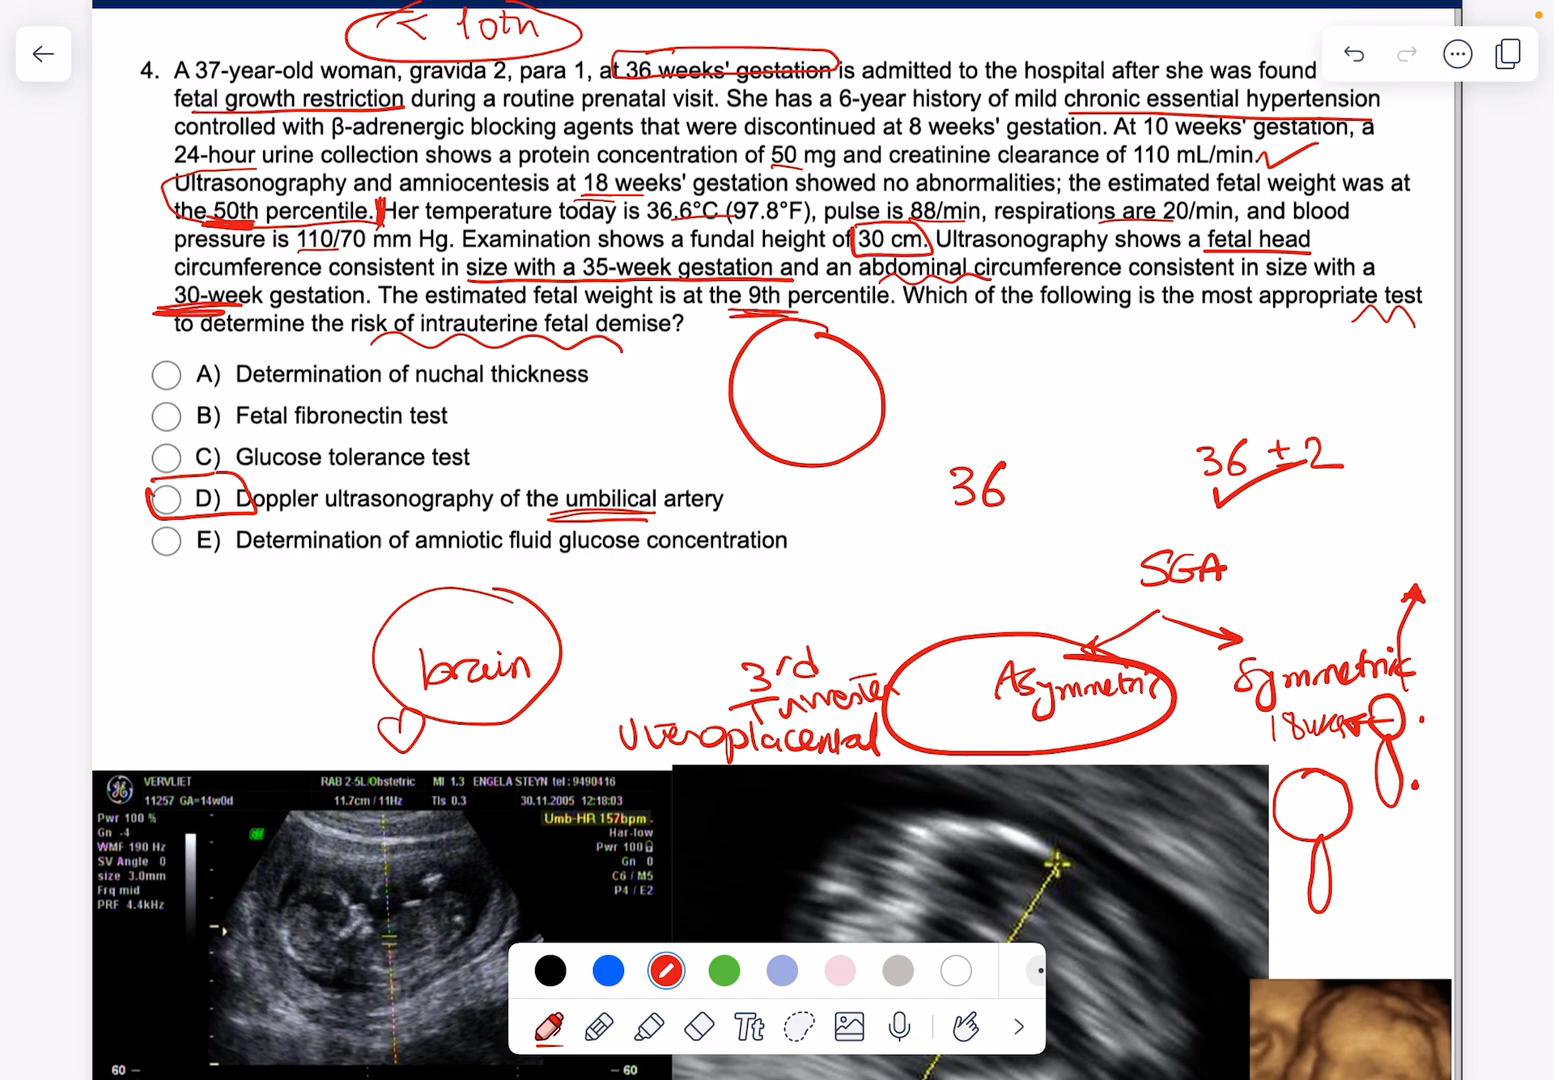 < 10th
4. A 37-year-old woman, gravida 2, para 1, at 36 weeks' gestation is admitted to the hospital after she was found
fetal growth restriction during a routine prenatal visit. She has a 6-year history of mild chronic essential hypertension
controlled with β-adrenergic blocking agents that were discontinued at 8 weeks' gestation. At 10 weeks' gestation, a
24-hour urine collection shows a protein concentration of 50 mg and creatinine clearance of 110 mL/min.
Ultrasonography and amniocentesis at 18 weeks' gestation showed no abnormalities; the estimated fetal weight was at
the 50th percentile. Her temperature today is 36.6°C (97.8°F), pulse is 88/min, respirations are 20/min, and blood
pressure is 110/70 mm Hg. Examination shows a fundal height of 30 cm. Ultrasonography shows a fetal head
circumference consistent in size with a 35-week gestation and an abdominal circumference consistent in size with a
30-week gestation. The estimated fetal weight is at the 9th percentile. Which of the following is the most appropriate test
to determine the risk of intrauterine fetal demise?
A) Determination of nuchal thickness
B) Fetal fibronectin test
C) Glucose tolerance test
D) Doppler ultrasonography of the umbilical artery
E) Determination of amniotic fluid glucose concentration
36
36 ± 2
SGA
brain
3rd
Trimester
Uteroplacental
Asymmetric
Symmetric
18wks
VERVLIET
11257 GA=14w0d
RAB 2-5L/Obstetric
11.7cm / 11Hz
MI 1.3
TIs 0.3
ENGELA STEYN tel: 9490416
30.11.2005 12:18:03
Umb-HR 157bpm
Pwr 100 %
Gn -4
WMF 190 Hz
SV Angle 0
size 3.0mm
Frq mid
PRF 4.4kHz
Har-low
Pwr 100
Gn 0
C6 / M5
P4 / E2
Tt
60
60